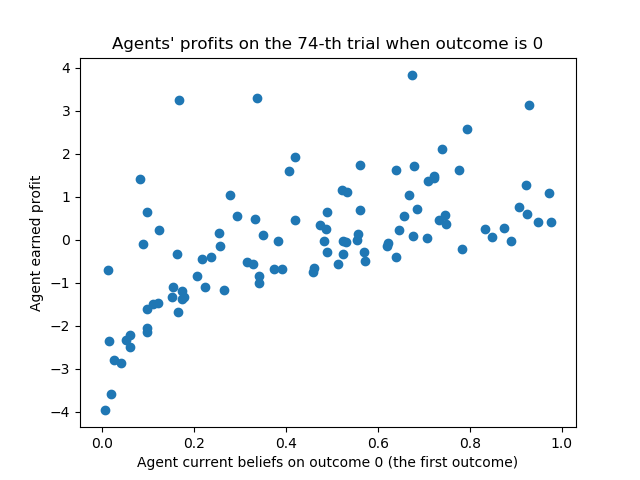 Agents' profits on the 74-th trial when outcome is 0
4
3
2
1
0
−1
−2
−3
−4
Agent earned profit
0.0 0.2 0.4 0.6 0.8 1.0
Agent current beliefs on outcome 0 (the first outcome)